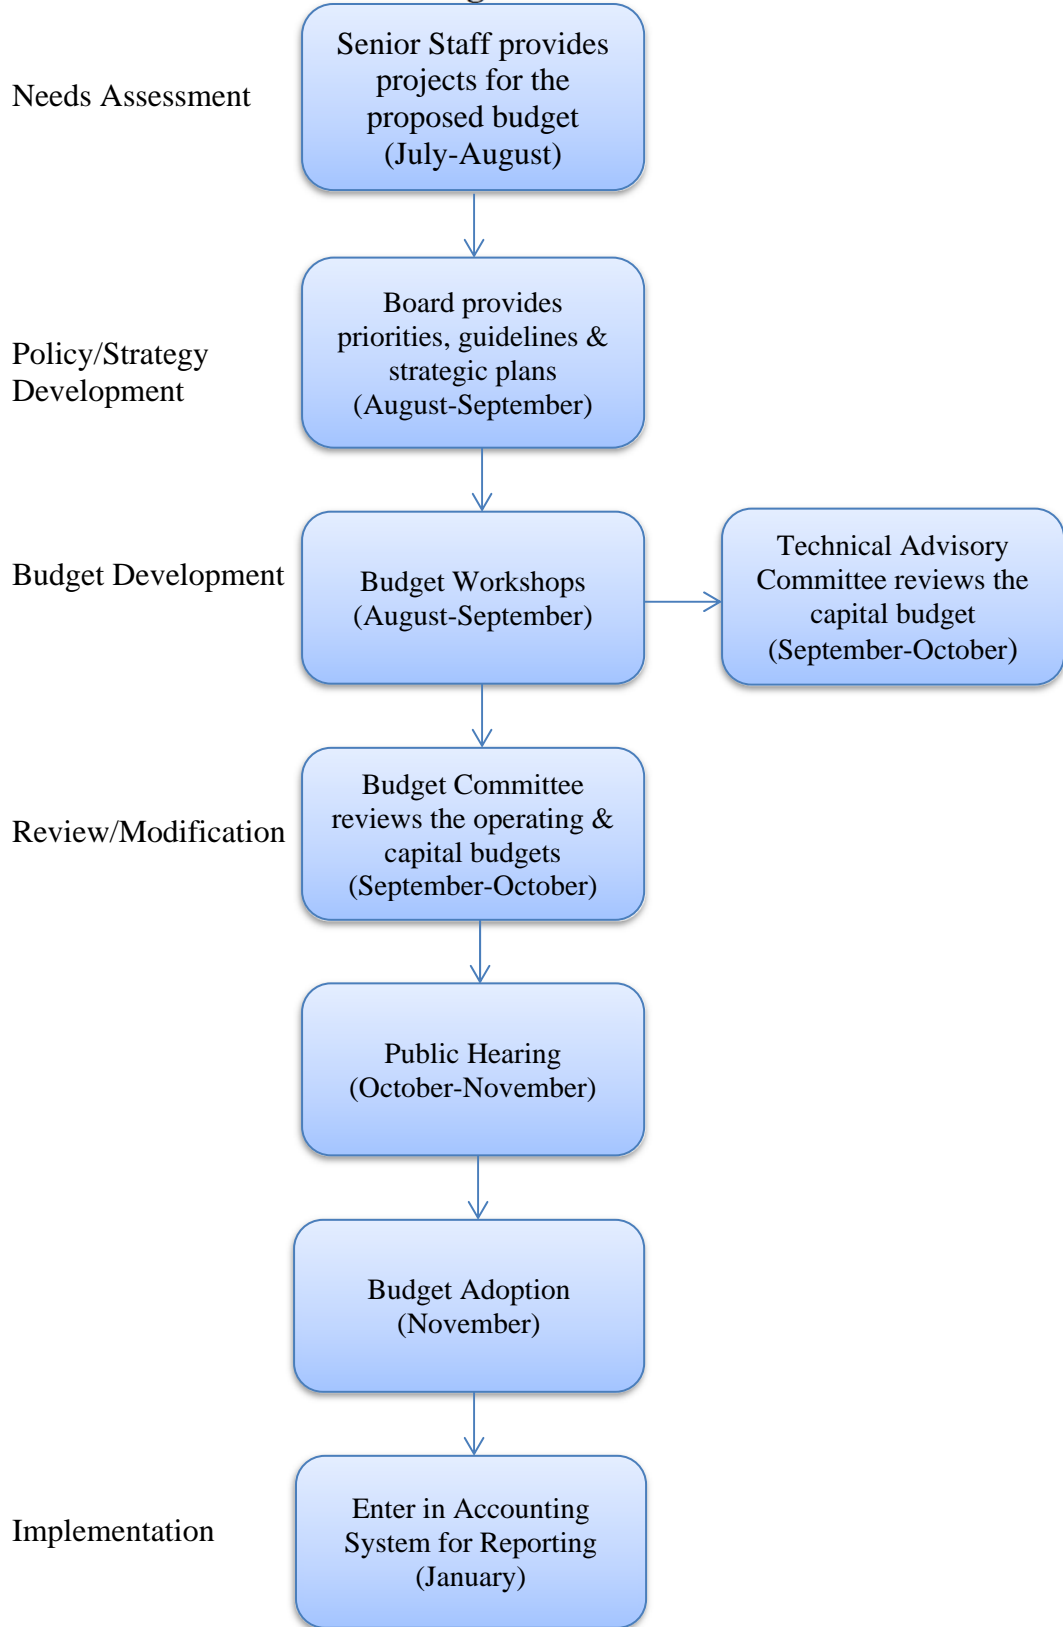 Needs Assessment
Senior Staff provides
projects for the
proposed budget
(July-August)
Policy/Strategy
Development
Board provides
priorities, guidelines &
strategic plans
(August-September)
Budget Development
Budget Workshops
(August-September)
Technical Advisory
Committee reviews the
capital budget
(September-October)
Review/Modification
Budget Committee
reviews the operating &
capital budgets
(September-October)
Public Hearing
(October-November)
Budget Adoption
(November)
Implementation
Enter in Accounting
System for Reporting
(January)